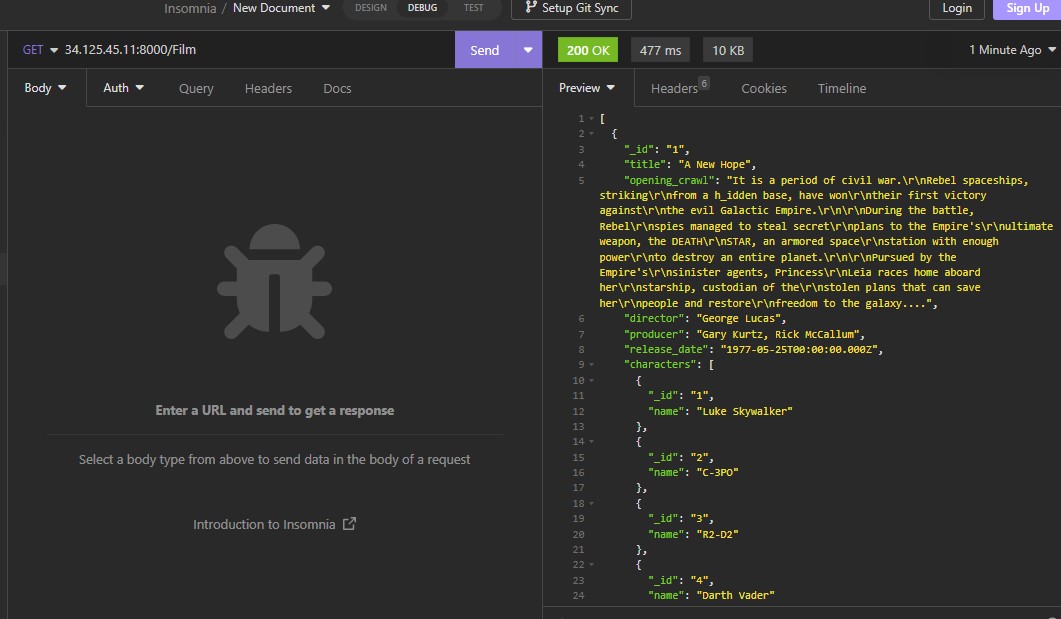 Insomnia / New Document
DESIGN DEBUG TEST
Setup Git Sync
Login
Sign Up
GET 34.125.45.11:8000/Film
Send
200 OK 477 ms 10 KB 1 Minute Ago
Body Auth Query Headers Docs
Preview Headers 6 Cookies Timeline
Enter a URL and send to get a response
Select a body type from above to send data in the body of a request
Introduction to Insomnia
1 [
2 {
3 "_id": "1",
4 "title": "A New Hope",
5 "opening_crawl": "It is a period of civil war.\r\nRebel spaceships,
striking\r\nfrom a h_idden base, have won\r\ntheir first victory
against\r\nthe evil Galactic Empire.\r\n\r\nDuring the battle,
Rebel\r\nspies managed to steal secret\r\nplans to the Empire's\r\nultimate
weapon, the DEATH\r\nSTAR, an armored space\r\nstation with enough
power\r\nto destroy an entire planet.\r\n\r\nPursued by the
Empire's\r\nsinister agents, Princess\r\nLeia races home aboard
her\r\nstarship, custodian of the\r\nstolen plans that can save
her\r\npeople and restore\r\nfreedom to the galaxy....",
6 "director": "George Lucas",
7 "producer": "Gary Kurtz, Rick McCallum",
8 "release_date": "1977-05-25T00:00:00.000Z",
9 "characters": [
10 {
11 "_id": "1",
12 "name": "Luke Skywalker"
13 },
14 {
15 "_id": "2",
16 "name": "C-3PO"
17 },
18 {
19 "_id": "3",
20 "name": "R2-D2"
21 },
22 {
23 "_id": "4",
24 "name": "Darth Vader"